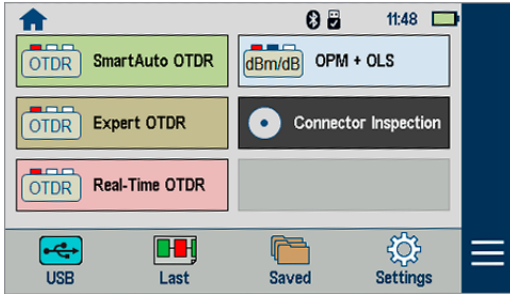 11:48
OTDR SmartAuto OTDR
dBm/dB OPM + OLS
OTDR Expert OTDR
Connector Inspection
OTDR Real-Time OTDR
USB
Last
Saved
Settings